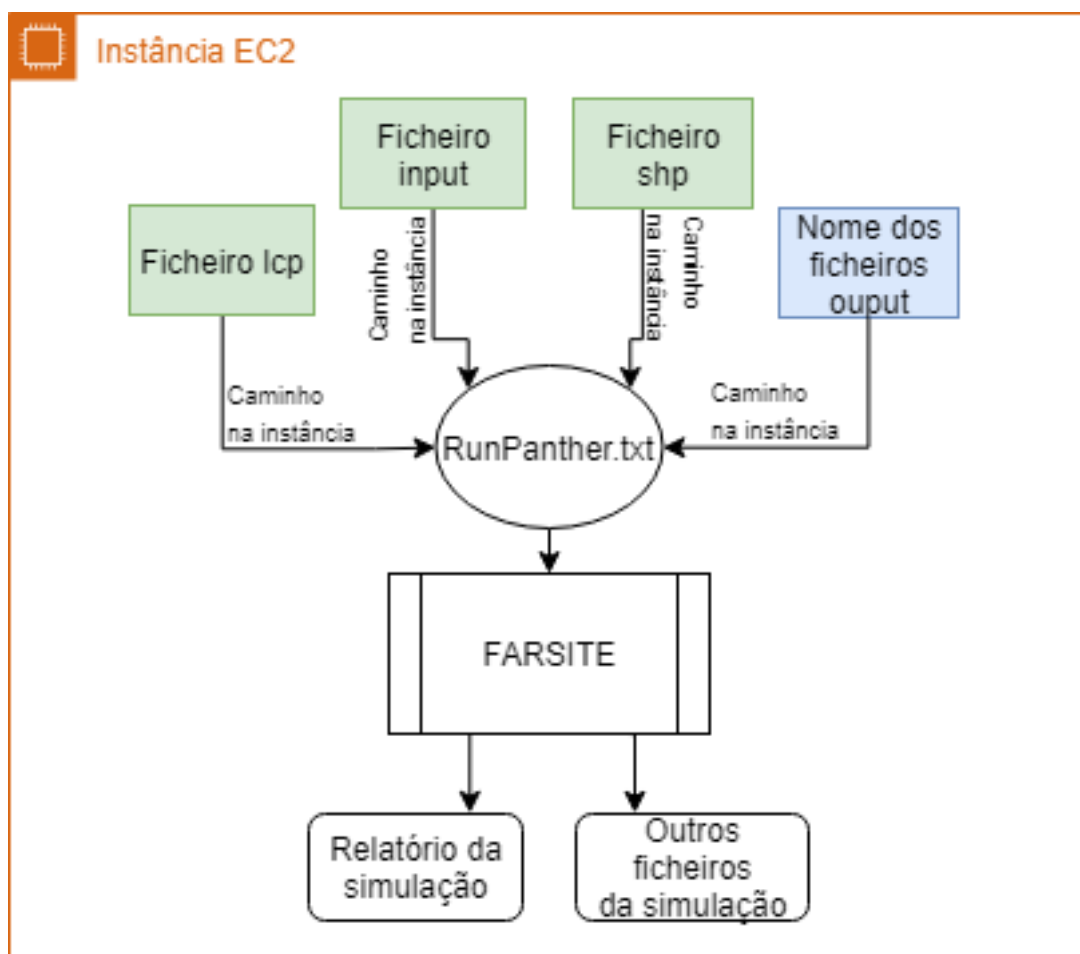 Instância EC2
Ficheiro
input
Ficheiro
shp
Ficheiro lcp
Nome dos
ficheiros
ouput
Caminho
na instância
Caminho
na instância
Caminho
na instância
Caminho
na instância
RunPanther.txt
FARSITE
Relatório da
simulação
Outros
ficheiros
da simulação